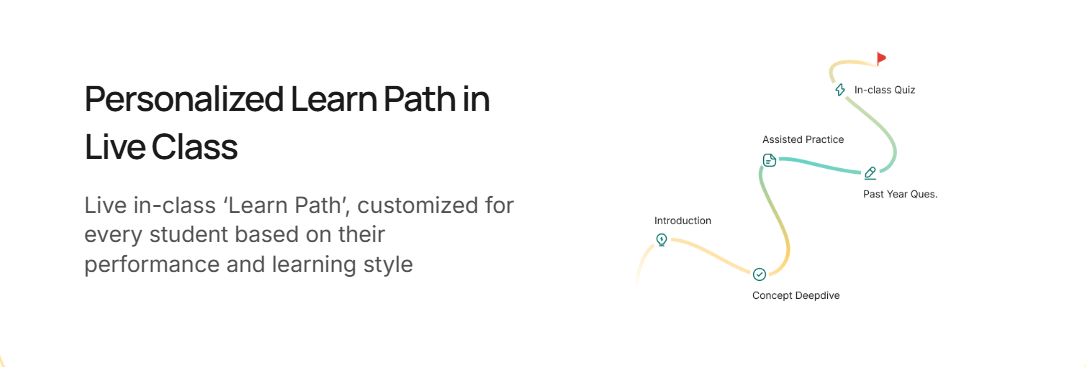 Personalized Learn Path in
Live Class
Live in-class ‘Learn Path’, customized for
every student based on their
performance and learning style
In-class Quiz
Assisted Practice
Past Year Ques.
Introduction
Concept Deepdive